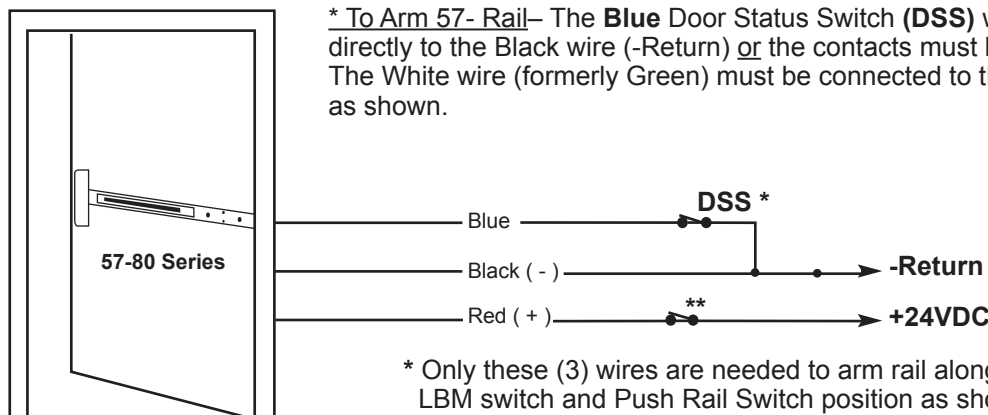 * To Arm 57- Rail– The Blue Door Status Switch (DSS)
directly to the Black wire (-Return) or the contacts must
The White wire (formerly Green) must be connected to
as shown.
DSS *
Blue
57-80 Series
Black ( - )
-Return
Red ( + )
**
+24VDC
* Only these (3) wires are needed to arm rail along
LBM switch and Push Rail Switch position as